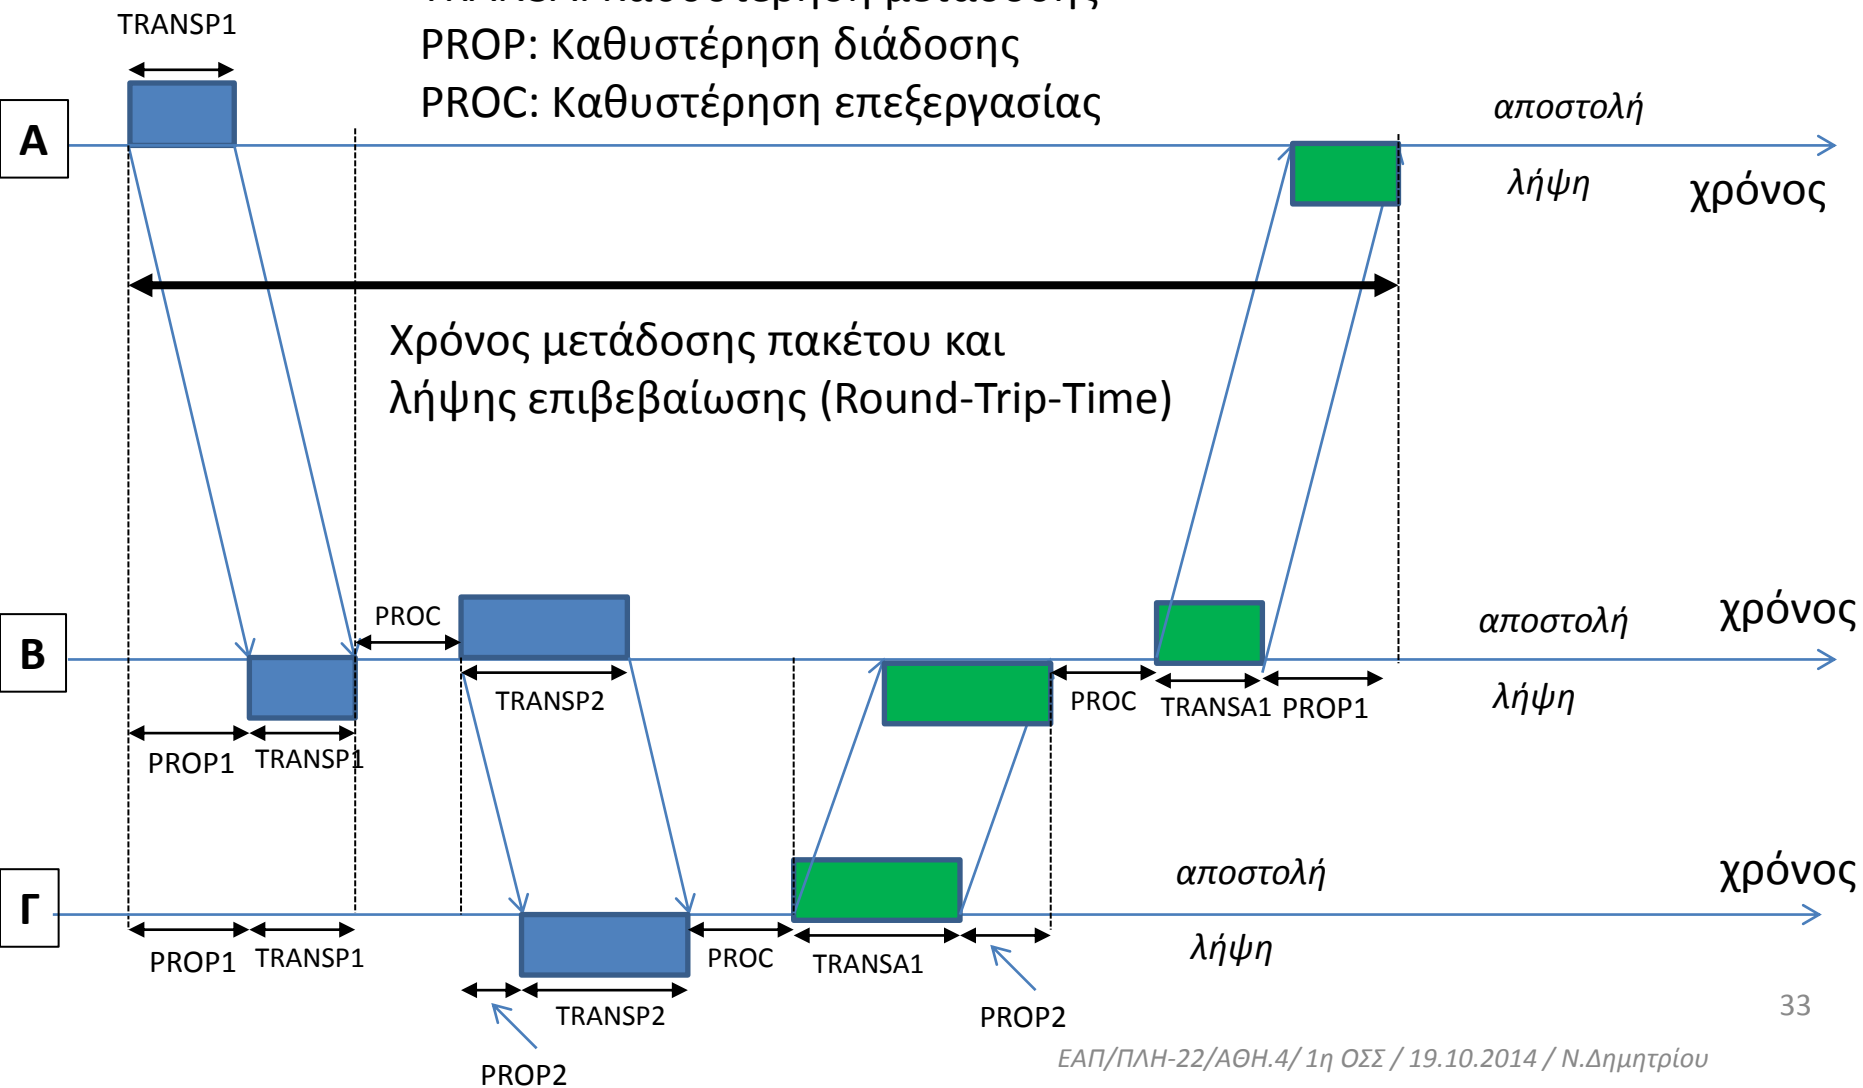 TRANSP1
PROP: Καθυστέρηση διάδοσης
PROC: Καθυστέρηση επεξεργασίας
Α
αποστολή
λήψη
χρόνος
Χρόνος μετάδοσης πακέτου και
λήψης επιβεβαίωσης (Round-Trip-Time)
Β
PROC
TRANSP2
PROC
TRANSA1
PROP1
αποστολή
χρόνος
λήψη
PROP1
TRANSP1
Γ
αποστολή
χρόνος
λήψη
PROP1
TRANSP1
PROC
TRANSA1
TRANSP2
PROP2
PROP2
33
ΕΑΠ/ΠΛΗ-22/ΑΘΗ.4/ 1η ΟΣΣ / 19.10.2014 / Ν.Δημητρίου